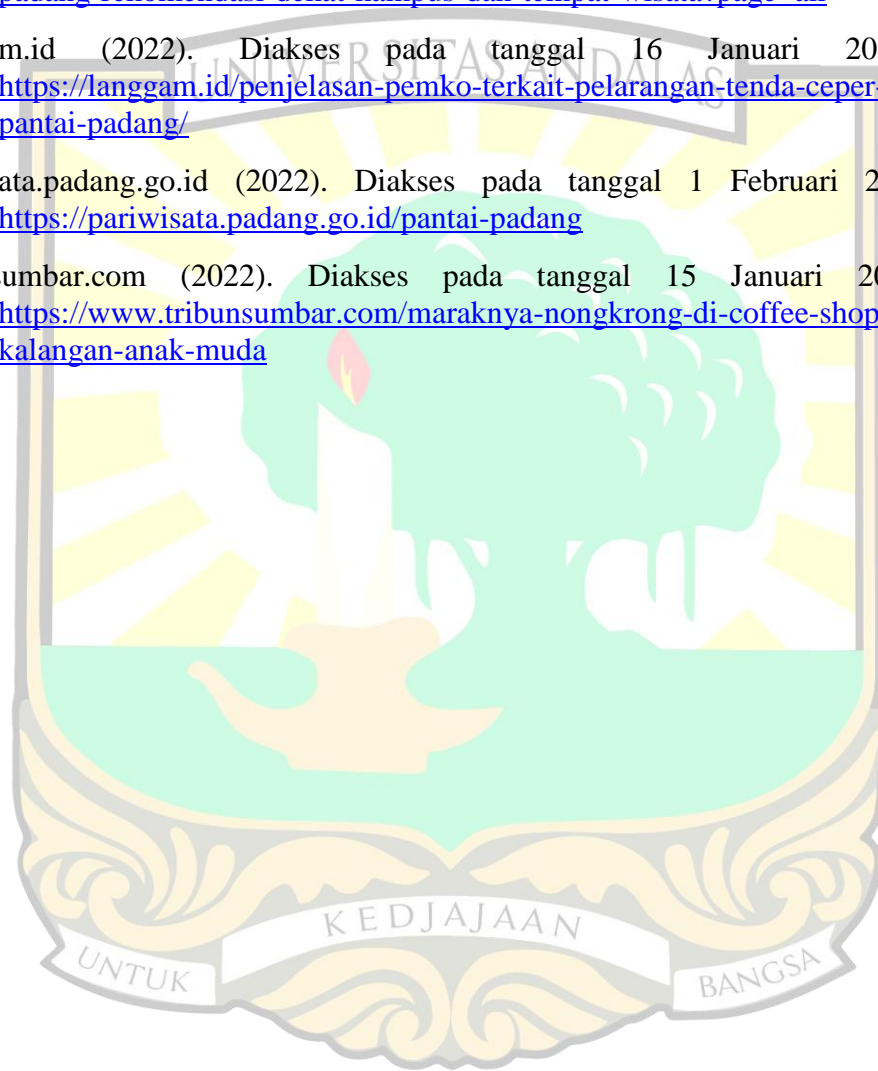 m.id (2022). Diakses pada tanggal 16 Januari 20
https://langgam.id/penjelasan-pemko-terkait-pelarangan-tenda-ceper-
pantai-padang/
ata.padang.go.id (2022). Diakses pada tanggal 1 Februari 2
https://pariwisata.padang.go.id/pantai-padang
sumbar.com (2022). Diakses pada tanggal 15 Januari 20
https://www.tribunsumbar.com/maraknya-nongkrong-di-coffee-shop
kalangan-anak-muda
UNIVERSITAS ANDALAS
KEDJAJAAN
UNTUK
BANGSA